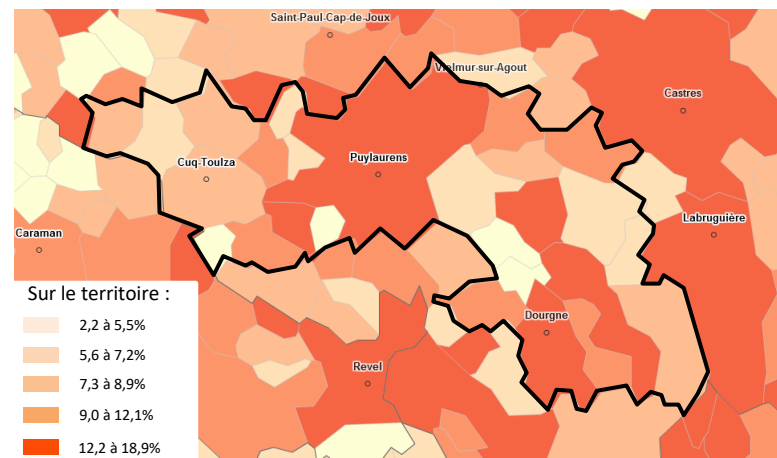 Saint-Paul-Cap-de-Joux
Vielmur-sur-Agout
Castres
Puylaurens
Cuq-Toulza
Labruguière
Caraman
Sur le territoire :
2,2 à 5,5%
5,6 à 7,2%
7,3 à 8,9%
9,0 à 12,1%
12,2 à 18,9%
Dourgne
Revel